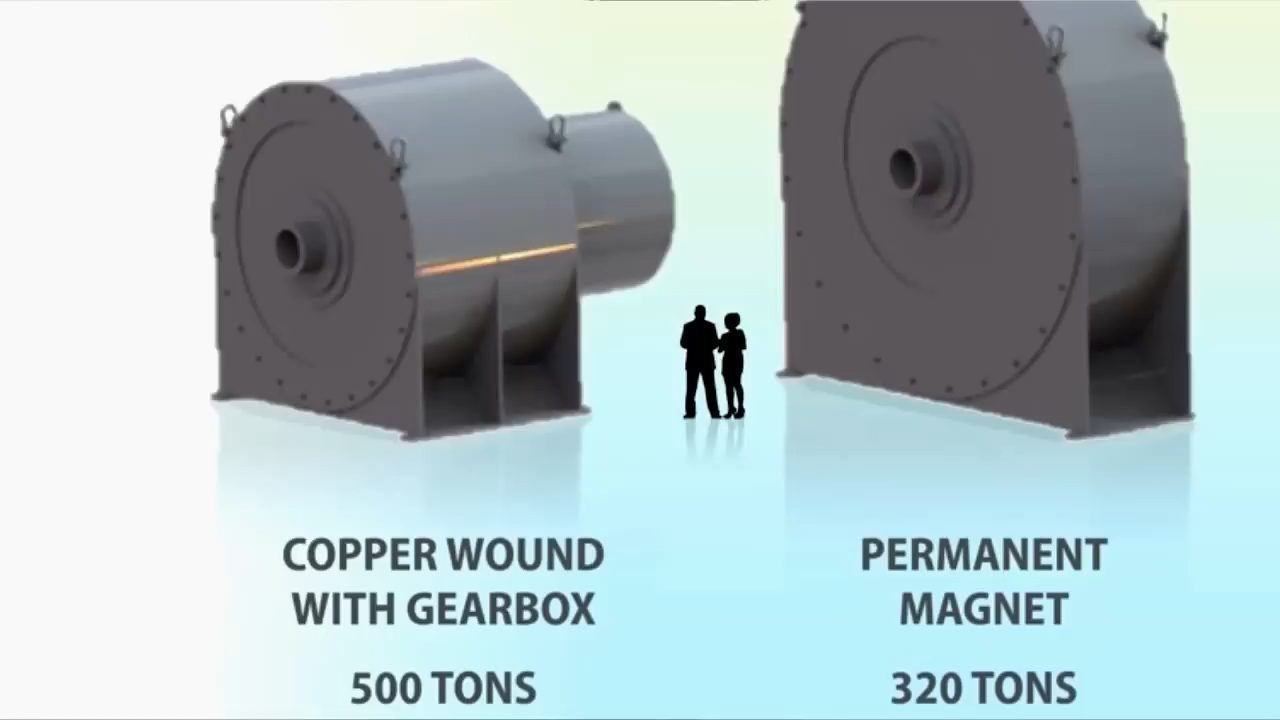 COPPER WOUND
WITH GEARBOX
500 TONS
PERMANENT
MAGNET
320 TONS